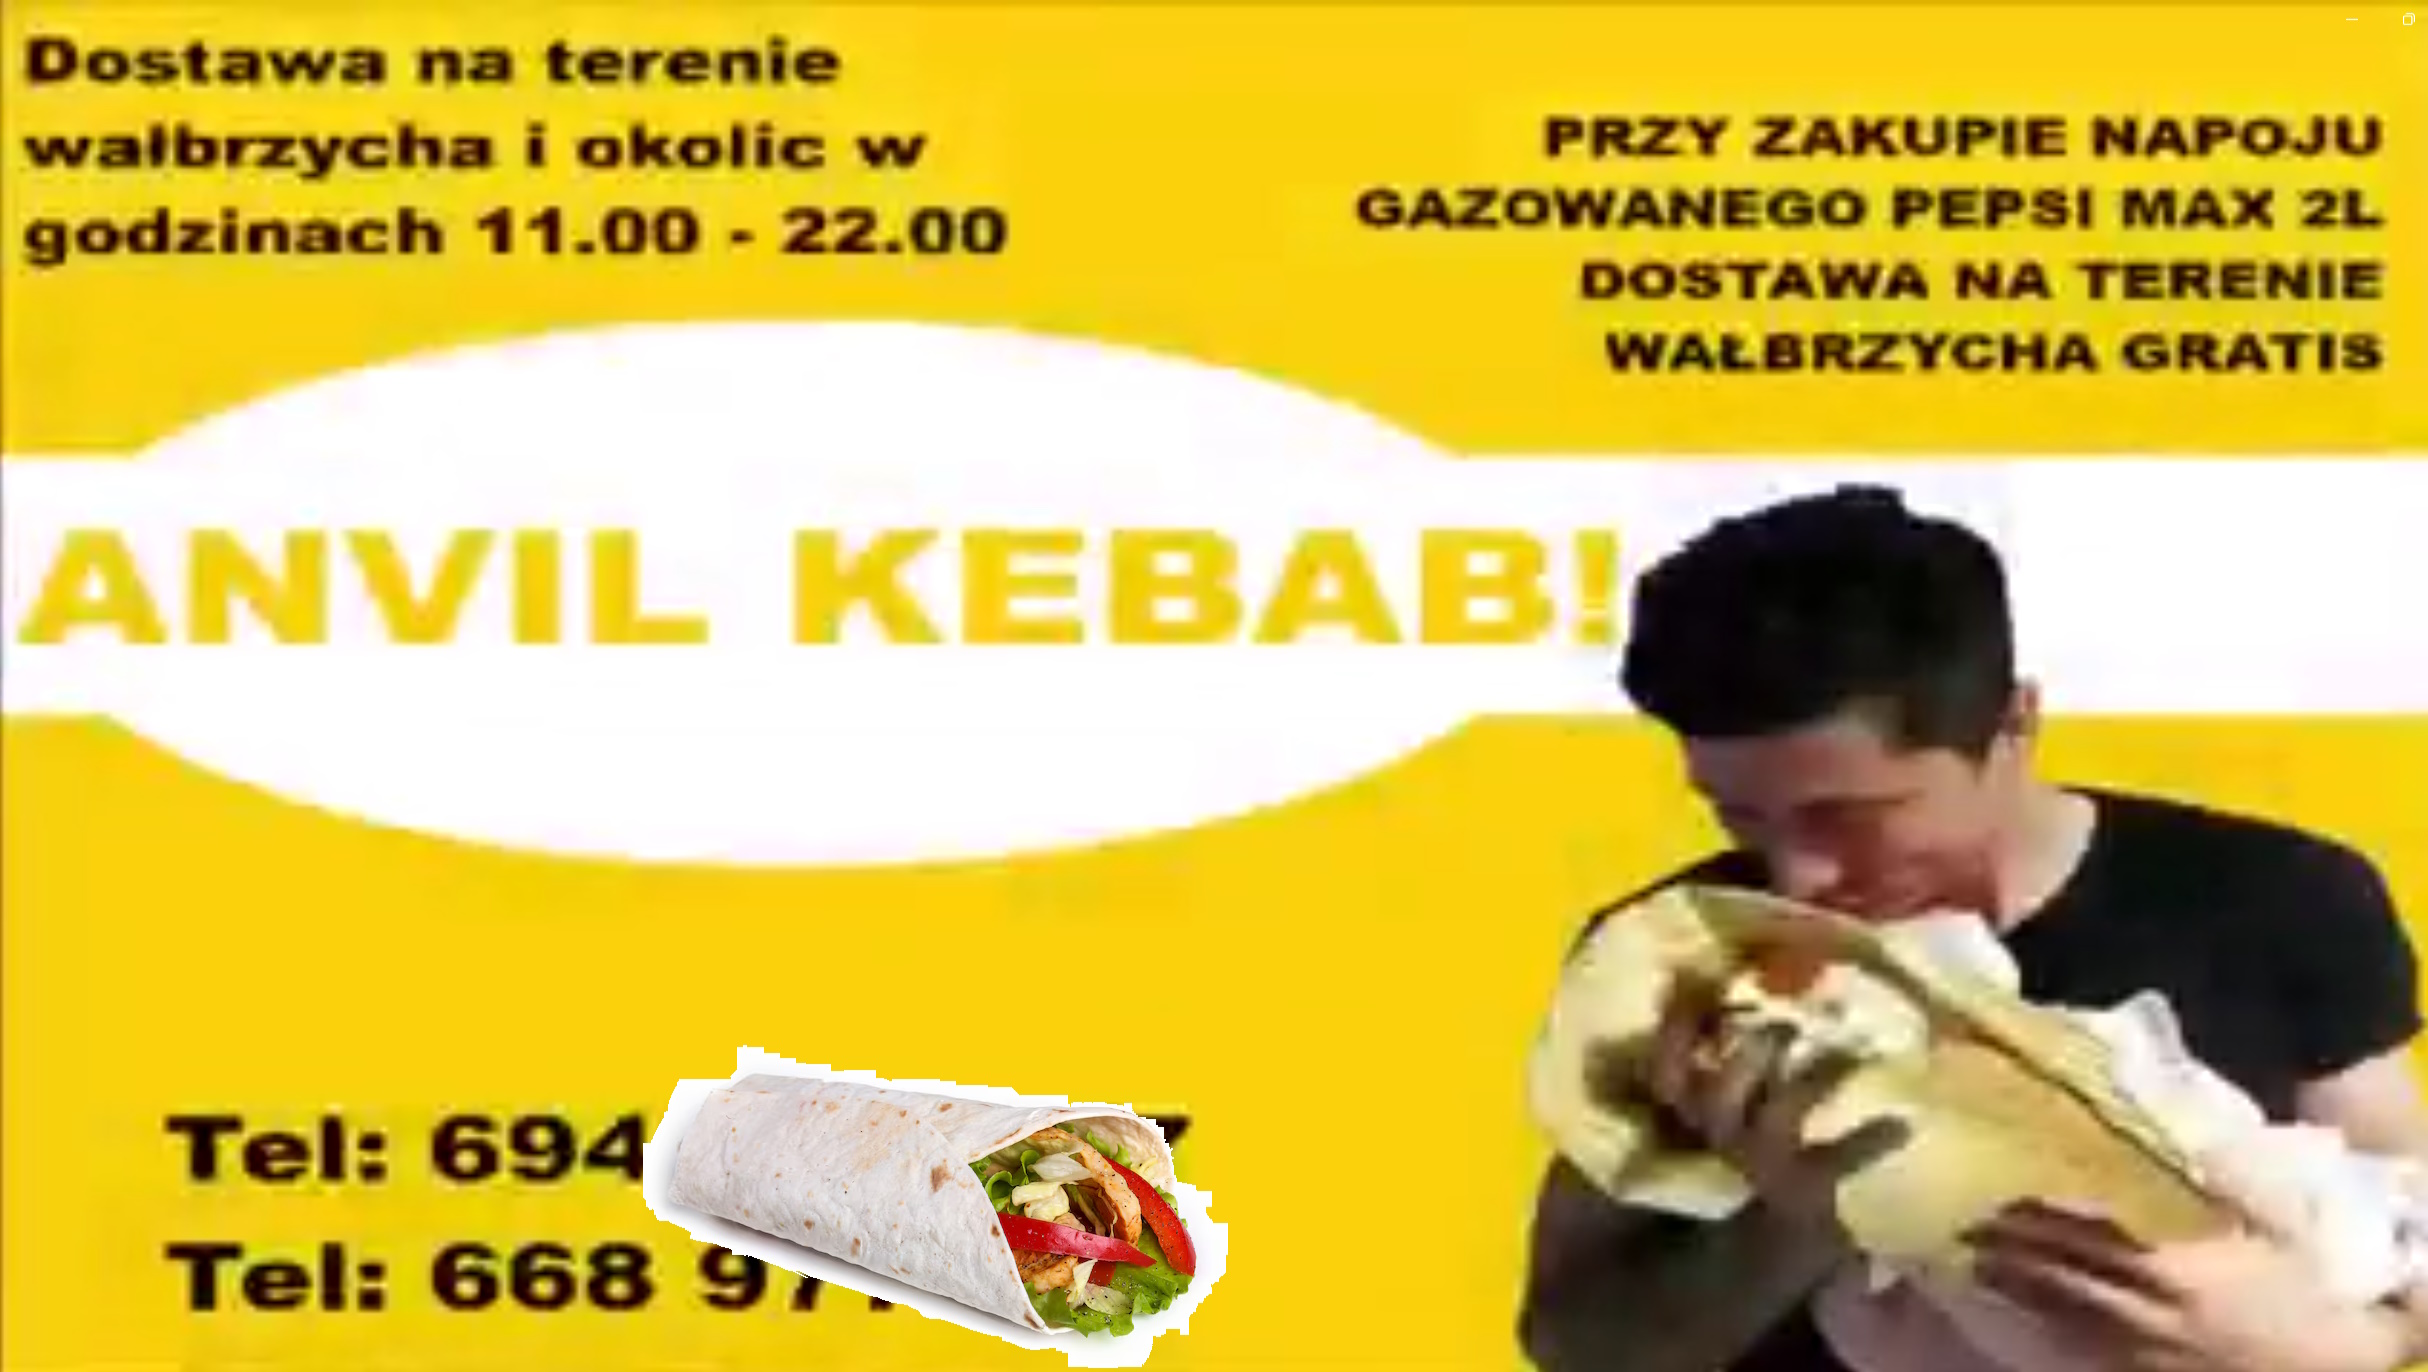 Dostawa na terenie
wałbrzycha i okolic w
godzinach 11.00 - 22.00
PRZY ZAKUPIE NAPOJU
GAZOWANEGO PEPSI MAX 2L
DOSTAWA NA TERENIE
WAŁBRZYCHA GRATIS
ANVIL KEBAB!
Tel: 694
Tel: 668